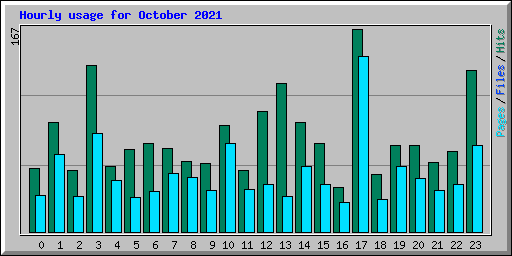 Hourly usage for October 2021
167
Pages / Files / Hits
0 1 2 3 4 5 6 7 8 9 10 11 12 13 14 15 16 17 18 19 20 21 22 23